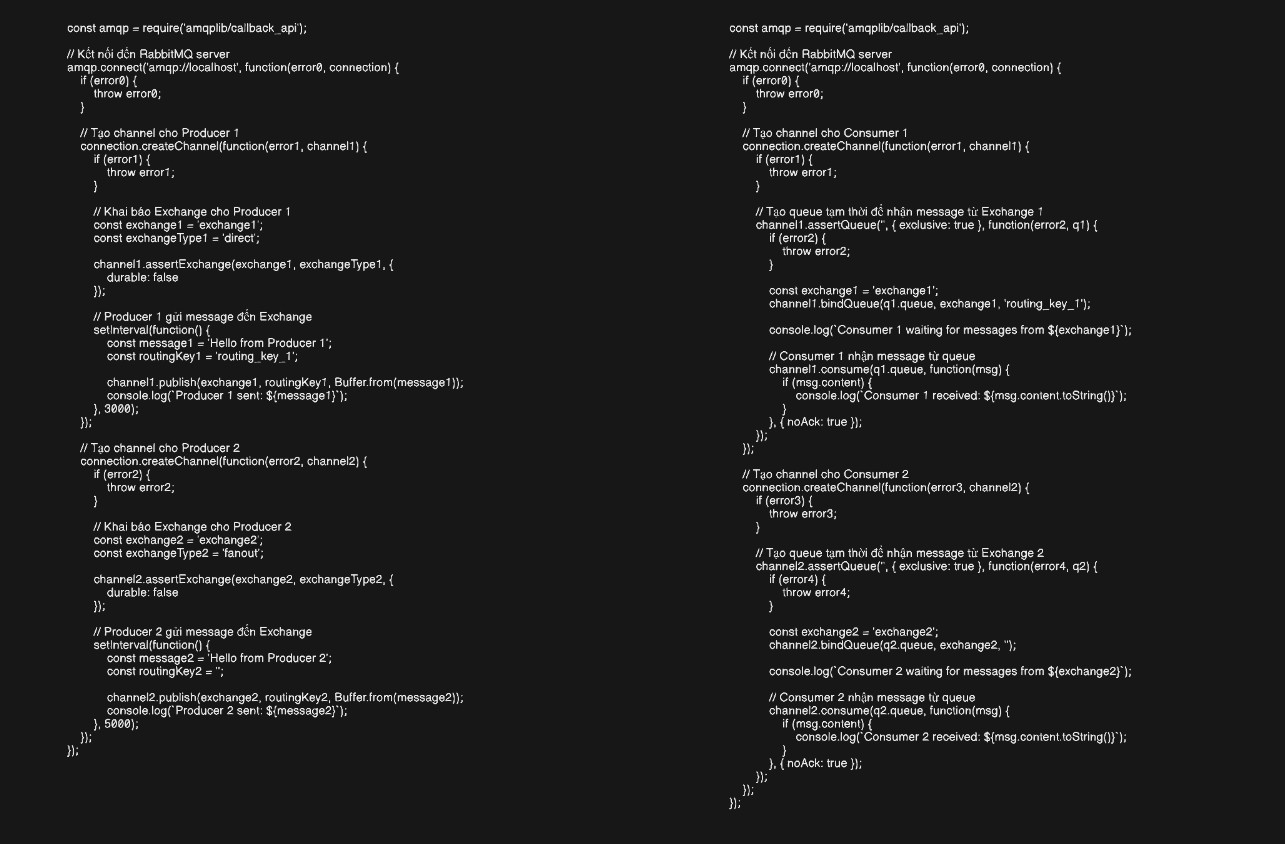 const amqp = require('amqplib/callback_api');
// Kết nối đến RabbitMQ server
amqp.connect('amqp://localhost', function(error0, connection) {
if (error0) {
throw error0;
}
// Tạo channel cho Producer 1
connection.createChannel(function(error1, channel1) {
if (error1) {
throw error1;
}
// Khai báo Exchange cho Producer 1
const exchange1 = 'exchange1';
const exchangeType1 = 'direct';
channel1.assertExchange(exchange1, exchangeType1, {
durable: false
});
// Producer 1 gửi message đến Exchange
setInterval(function() {
const message1 = 'Hello from Producer 1';
const routingKey1 = 'routing_key_1';
channel1.publish(exchange1, routingKey1, Buffer.from(message1));
console.log(`Producer 1 sent: ${message1}`);
}, 3000);
});
// Tạo channel cho Producer 2
connection.createChannel(function(error2, channel2) {
if (error2) {
throw error2;
}
// Khai báo Exchange cho Producer 2
const exchange2 = 'exchange2';
const exchangeType2 = 'fanout';
channel2.assertExchange(exchange2, exchangeType2, {
durable: false
});
// Producer 2 gửi message đến Exchange
setInterval(function() {
const message2 = 'Hello from Producer 2';
const routingKey2 = '';
channel2.publish(exchange2, routingKey2, Buffer.from(message2));
console.log(`Producer 2 sent: ${message2}`);
}, 5000);
});
});
const amqp = require('amqplib/callback_api');
// Kết nối đến RabbitMQ server
amqp.connect('amqp://localhost', function(error0, connection) {
if (error0) {
throw error0;
}
// Tạo channel cho Consumer 1
connection.createChannel(function(error1, channel1) {
if (error1) {
throw error1;
}
// Tạo queue tạm thời để nhận message từ Exchange 1
channel1.assertQueue('', { exclusive: true }, function(error2, q1) {
if (error2) {
throw error2;
}
const exchange1 = 'exchange1';
channel1.bindQueue(q1.queue, exchange1, 'routing_key_1');
console.log(`Consumer 1 waiting for messages from ${exchange1}`);
// Consumer 1 nhận message từ queue
channel1.consume(q1.queue, function(msg) {
if (msg.content) {
console.log(`Consumer 1 received: ${msg.content.toString()}`);
}
}, { noAck: true });
});
});
// Tạo channel cho Consumer 2
connection.createChannel(function(error3, channel2) {
if (error3) {
throw error3;
}
// Tạo queue tạm thời để nhận message từ Exchange 2
channel2.assertQueue('', { exclusive: true }, function(error4, q2) {
if (error4) {
throw error4;
}
const exchange2 = 'exchange2';
channel2.bindQueue(q2.queue, exchange2, '');
console.log(`Consumer 2 waiting for messages from ${exchange2}`);
// Consumer 2 nhận message từ queue
channel2.consume(q2.queue, function(msg) {
if (msg.content) {
console.log(`Consumer 2 received: ${msg.content.toString()}`);
}
}, { noAck: true });
});
});
});